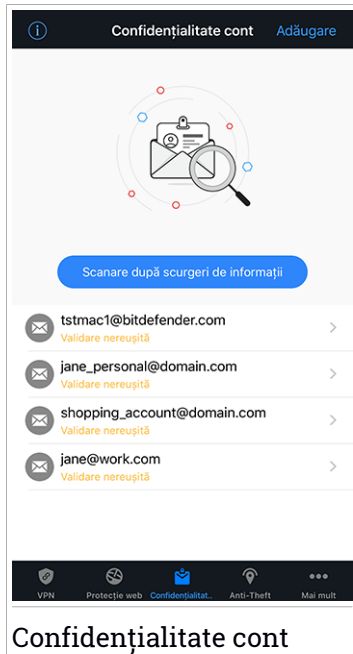 Confidențialitate cont
Adăugare
Scanare după scurgeri de informații
tstmac1@bitdefender.com
Validare nereușită
jane_personal@domain.com
Validare nereușită
shopping_account@domain.com
Validare nereușită
jane@work.com
Validare nereușită
VPN
Protecție web
Confidențialitat..
Anti-Theft
Mai mult
Confidențialitate cont